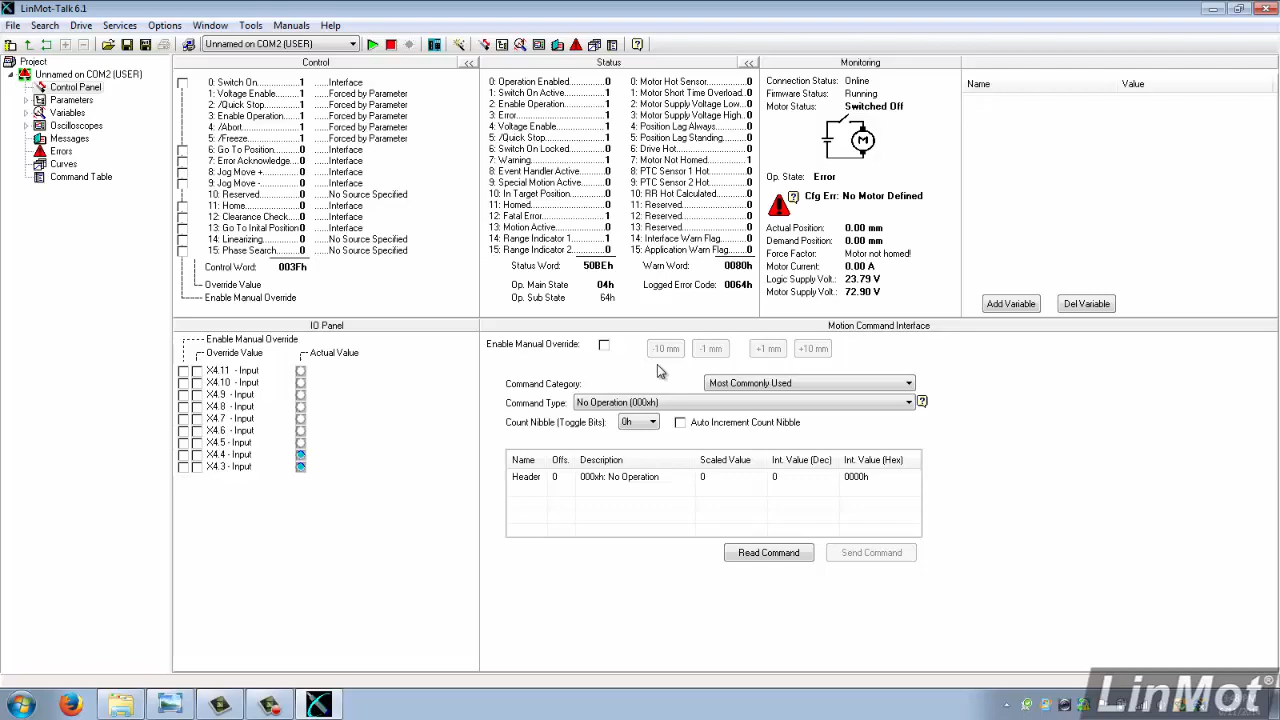 LinMot-Talk 6.1
File Search Drive Services Options Window Tools Manuals Help
Unnamed on COM2 (USER)
Project
Unnamed on COM2 (USER)
Control Panel
Parameters
Variables
Oscilloscopes
Messages
Errors
Curves
Command Table
Control <<
0: Switch On... 1 .....Interface
1: Voltage Enable... 1 .....Forced by Parameter
2: /Quick Stop... 1 .....Forced by Parameter
3: Enable Operation... 1 .....Forced by Parameter
4: /Abort... 1 .....Forced by Parameter
5: /Freeze... 1 .....Forced by Parameter
6: Go To Position... 0 .....Interface
7: Error Acknowledge... 0 .....Interface
8: Jog Move +... 0 .....Interface
9: Jog Move -... 0 .....Interface
10: Reserved... 0 .....No Source Specified
11: Home... 0 .....Interface
12: Clearance Check... 0 .....Interface
13: Go To Inital Position 0 .....Interface
14: Linearizing... 0 .....No Source Specified
15: Phase Search... 0 .....No Source Specified
Control Word: 003Fh
Override Value
Enable Manual Override
Status <<
0: Operation Enabled... 0
1: Switch On Active... 1
2: Enable Operation... 1
3: Error... 1
4: Voltage Enable... 1
5: /Quick Stop... 1
6: Switch On Locked... 0
7: Warning... 1
8: Event Handler Active... 0
9: Special Motion Active... 0
10: In Target Position... 0
11: Homed... 0
12: Fatal Error... 1
13: Motion Active... 0
14: Range Indicator 1... 1
15: Range Indicator 2... 0
Status Word: 50BEh
Op. Main State 04h
Op. Sub State 64h
0: Motor Hot Sensor... 0
1: Motor Short Time Overload... 0
2: Motor Supply Voltage Low... 0
3: Motor Supply Voltage High.. 0
4: Position Lag Always... 0
5: Position Lag Standing... 0
6: Drive Hot... 0
7: Motor Not Homed... 1
8: PTC Sensor 1 Hot... 0
9: PTC Sensor 2 Hot... 0
10: RR Hot Calculated... 0
11: Reserved... 0
12: Reserved... 0
13: Reserved... 0
14: Interface Warn Flag... 0
15: Application Warn Flag... 0
Warn Word: 0080h
Logged Error Code: 0064h
Monitoring
Connection Status: Online
Firmware Status: Running
Motor Status: Switched Off
M
Op. State: Error
Cfg Err: No Motor Defined
Actual Position: 0.00 mm
Demand Position: 0.00 mm
Force Factor: Motor not homed!
Motor Current: 0.00 A
Logic Supply Volt.: 23.79 V
Motor Supply Volt.: 72.90 V
Name Value
Add Variable Del Variable
IO Panel
Enable Manual Override
Override Value Actual Value
X4.11 - Input
X4.10 - Input
X4.9 - Input
X4.8 - Input
X4.7 - Input
X4.6 - Input
X4.5 - Input
X4.4 - Input
X4.3 - Input
Motion Command Interface
Enable Manual Override: -10 mm -1 mm +1 mm +10 mm
Command Category: Most Commonly Used
Command Type: No Operation (000xh)
Count Nibble (Toggle Bits): 0h Auto Increment Count Nibble
Name Offs. Description Scaled Value Int. Value (Dec) Int. Value (Hex)
Header 0 000xh: No Operation 0 0 0000h
Read Command Send Command
LinMot®